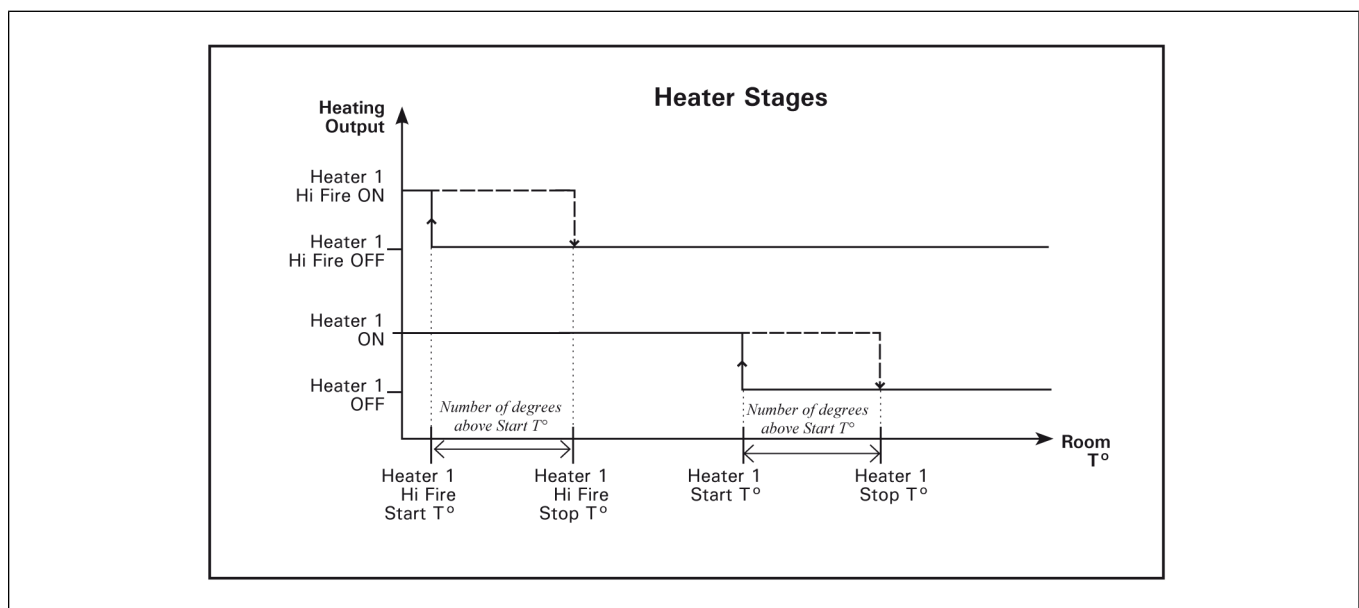 Heater Stages
Heating
Output
Heater 1
Hi Fire ON
Heater 1
Hi Fire OFF
Heater 1
ON
Heater 1
OFF
Number of degrees
above Start T°
Number of degrees
above Start T°
Room
T°
Heater 1
Hi Fire
Start T°
Heater 1
Hi Fire
Stop T°
Heater 1
Start T°
Heater 1
Stop T°